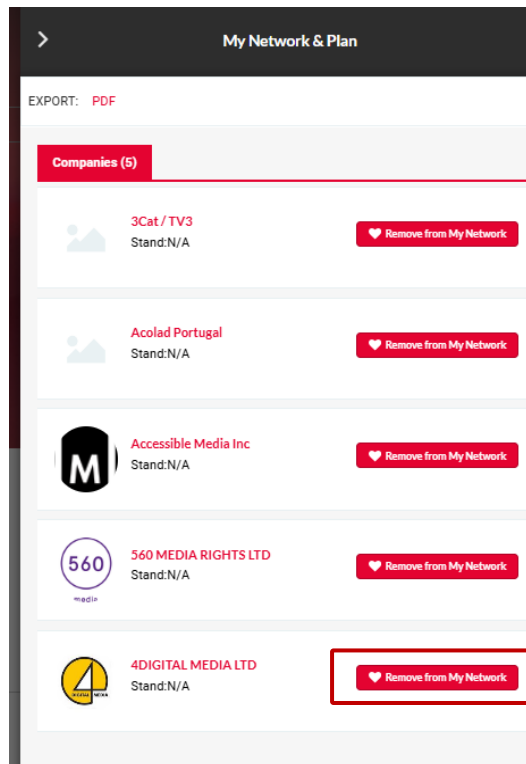 My Network & Plan
EXPORT: PDF
Companies (5)
3Cat / TV3
Stand:N/A
Remove from My Network
Acolad Portugal
Stand:N/A
Remove from My Network
M
Accessible Media Inc
Stand:N/A
Remove from My Network
560
media
560 MEDIA RIGHTS LTD
Stand:N/A
Remove from My Network
4
DIGITAL MEDIA
4DIGITAL MEDIA LTD
Stand:N/A
Remove from My Network